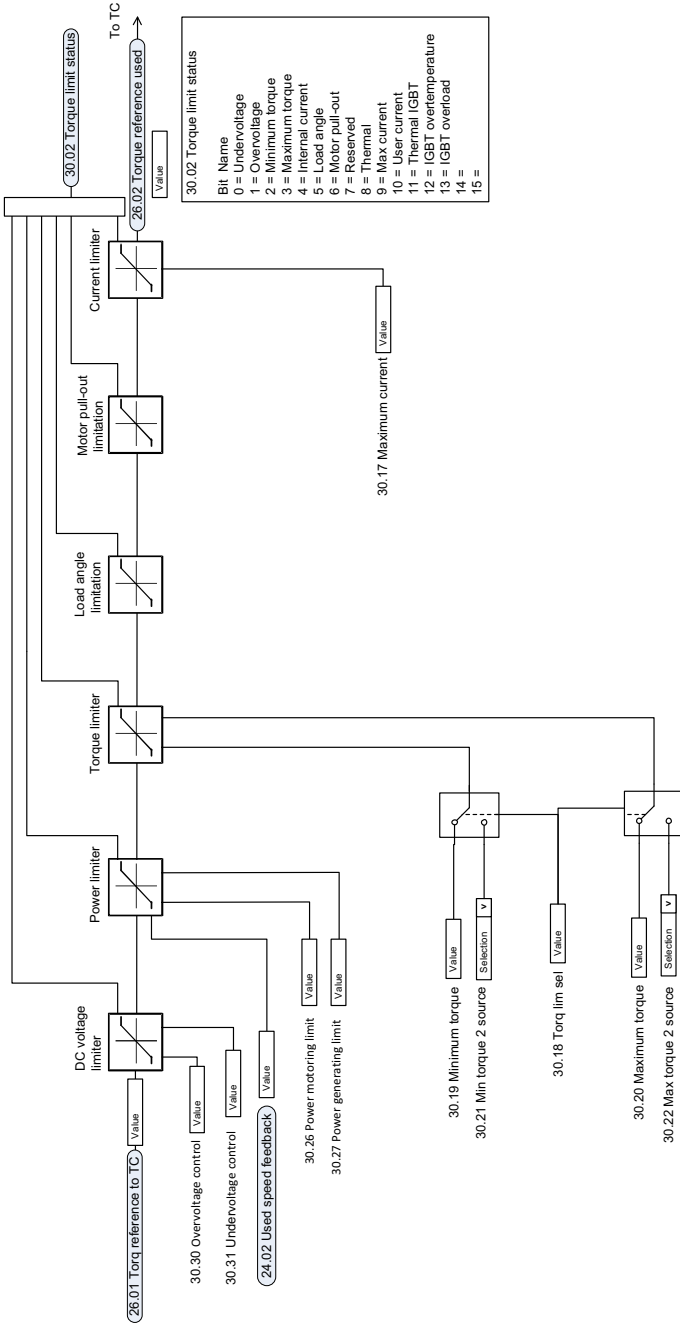 26.01 Torq reference to TC
Value
30.30 Overvoltage control
Value
30.31 Undervoltage control
Value
24.02 Used speed feedback
Value
30.26 Power motoring limit
Value
30.27 Power generating limit
Value
30.19 Minimum torque
Value
30.21 Min torque 2 source
Selection
v
30.18 Torq lim sel
Value
30.20 Maximum torque
Value
30.22 Max torque 2 source
Selection
v
DC voltage
limiter
Power limiter
Torque limiter
Load angle
limitation
Motor pull-out
limitation
Current limiter
30.17 Maximum current
Value
30.02 Torque limit status
26.02 Torque reference used
Value
To TC
30.02 Torque limit status
Bit Name
0 = Undervoltage
1 = Overvoltage
2 = Minimum torque
3 = Maximum torque
4 = Internal current
5 = Load angle
6 = Motor pull-out
7 = Reserved
8 = Thermal
9 = Max current
10 = User current
11 = Thermal IGBT
12 = IGBT overtemperature
13 = IGBT overload
14 =
15 =